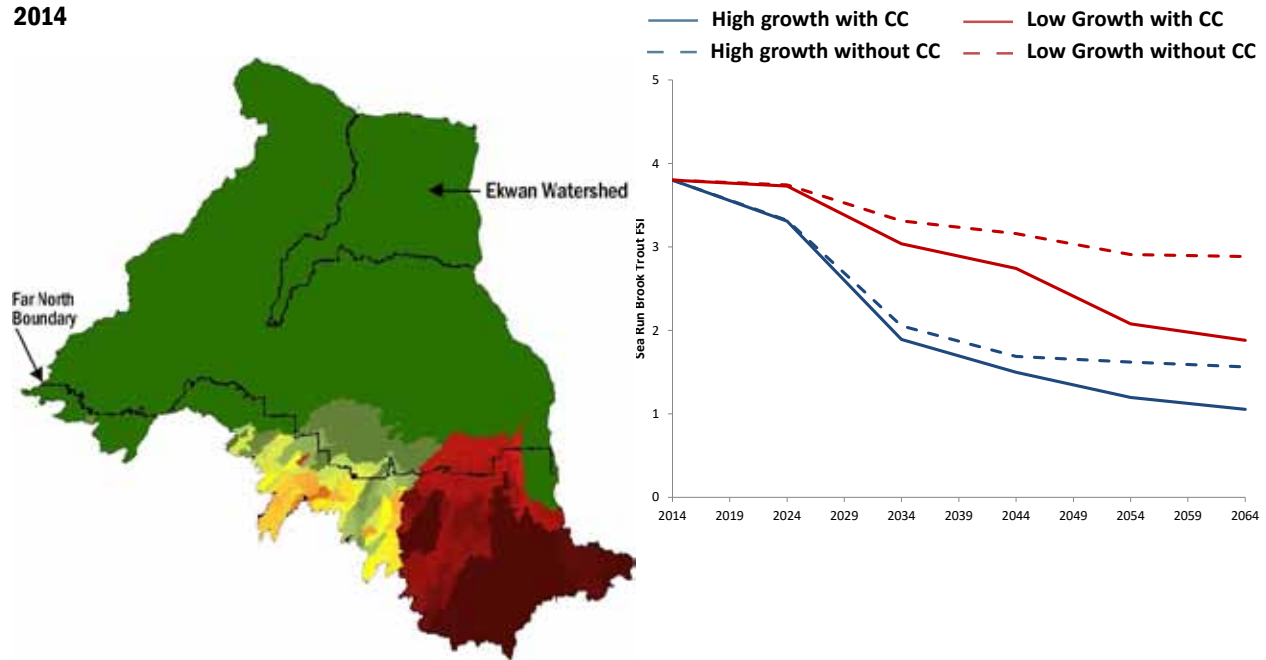 2014
Ekwan Watershed
Far North
Boundary
High growth with CC
Low Growth with CC
High growth without CC
Low Growth without CC
Sea Run Brook Trout FSI
5
4
3
2
1
0
2014 2019 2024 2029 2034 2039 2044 2049 2054 2059 2064